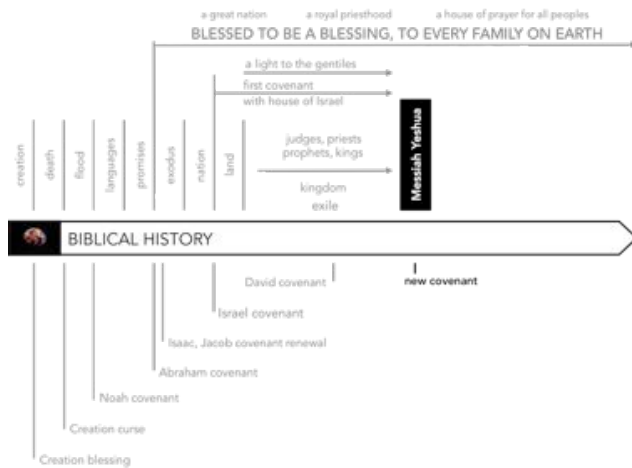 a great nation
a royal priesthood
a house of prayer for all peoples
BLESSED TO BE A BLESSING, TO EVERY FAMILY ON EARTH
a light to the gentiles
first covenant
with house of Israel
creation
death
flood
languages
promises
exodus
nation
land
judges, priests
prophets, kings
kingdom
exile
Messiah Yeshua
BIBLICAL HISTORY
David covenant
new covenant
Israel covenant
Isaac, Jacob covenant renewal
Abraham covenant
Noah covenant
Creation curse
Creation blessing